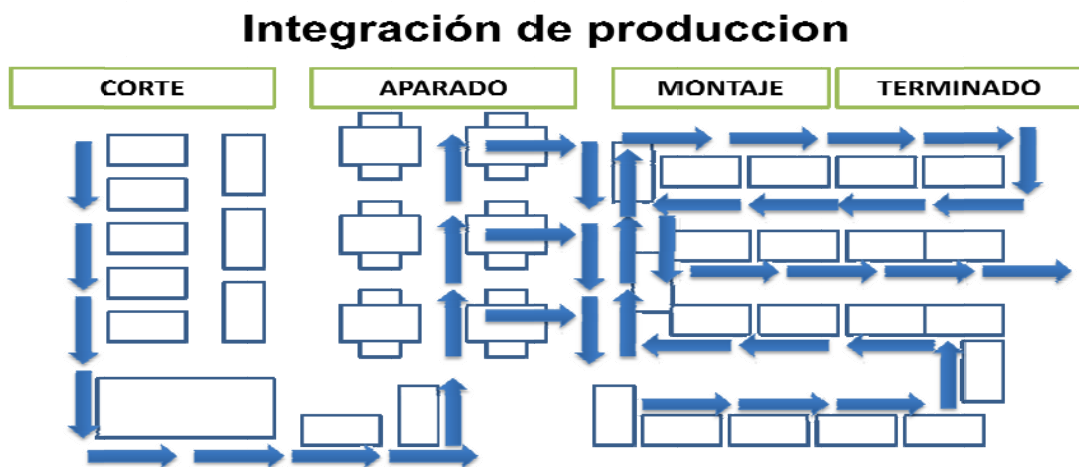 Integración de produccion
CORTE
APARADO
MONTAJE
TERMINADO